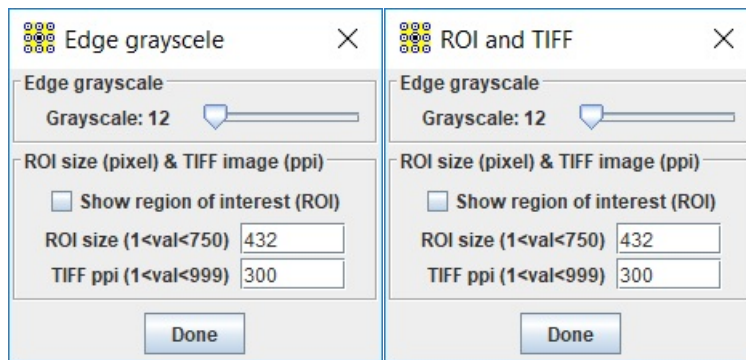 Edge grayscele
Edge grayscale
Grayscale: 12
ROI size (pixel) & TIFF image (ppi)
Show region of interest (ROI)
ROI size (1<val<750) 432
TIFF ppi (1<val<999) 300
Done
ROI and TIFF
Edge grayscale
Grayscale: 12
ROI size (pixel) & TIFF image (ppi)
Show region of interest (ROI)
ROI size (1<val<750) 432
TIFF ppi (1<val<999) 300
Done